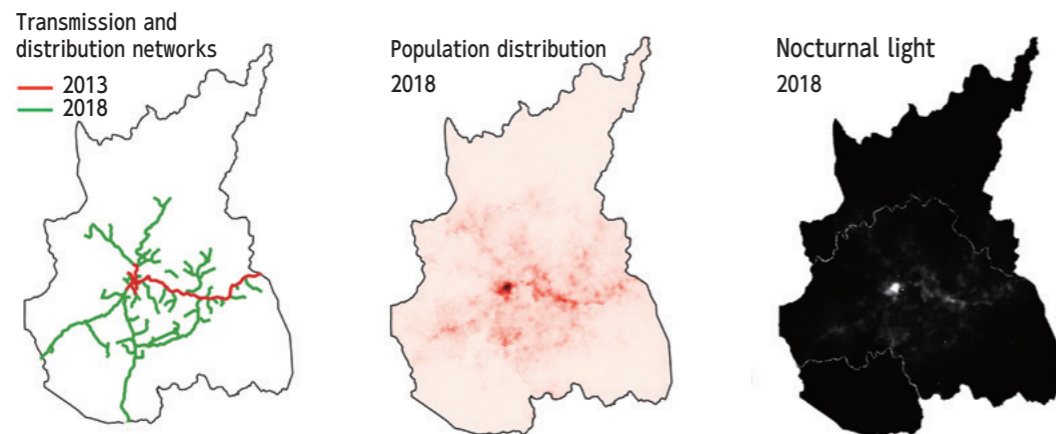 Transmission and
distribution networks
2013
2018
Population distribution
2018
Nocturnal light
2018